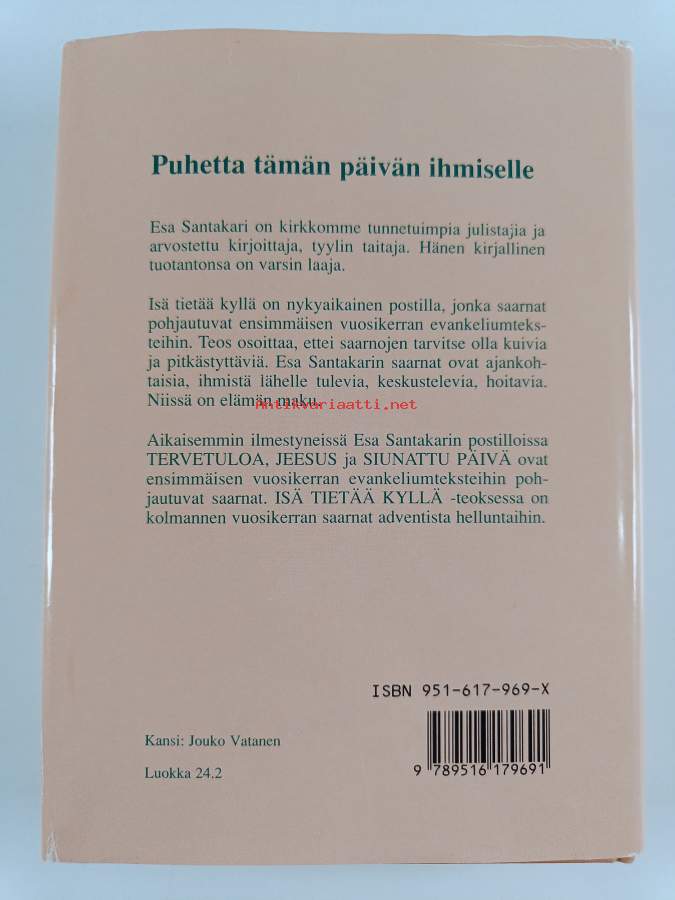 Puhetta tämän päivän ihmiselle
Esa Santakari on kirkkomme tunnetuimpia julistajia ja
arvostettu kirjoittaja, tyylin taitaja. Hänen kirjallinen
tuotantonsa on varsin laaja.
Isä tietää kyllä on nykyaikainen postilla, jonka saarnat
pohjautuvat ensimmäisen vuosikerran evankeliumteks-
teihin. Teos osoittaa, ettei saarnojen tarvitse olla kuivia
ja pitkästyttäviä. Esa Santakarin saarnat ovat ajankoh-
taisia, ihmistä lähelle tulevia, keskustelevia, hoitavia.
Niissä on elämän maku.
Antikvariaatti.net
Aikaisemmin ilmestyneissä Esa Santakarin postilloissa
TERVETULOA, JEESUS ja SIUNATTU PÄIVÄ ovat
ensimmäisen vuosikerran evankeliumteksteihin poh-
jautuvat saarnat. ISÄ TIETÄÄ KYLLÄ -teoksessa on
kolmannen vuosikerran saarnat adventista helluntaihin.
ISBN 951-617-969-X
Kansi: Jouko Vatanen
9 789516 179691
Luokka 24.2